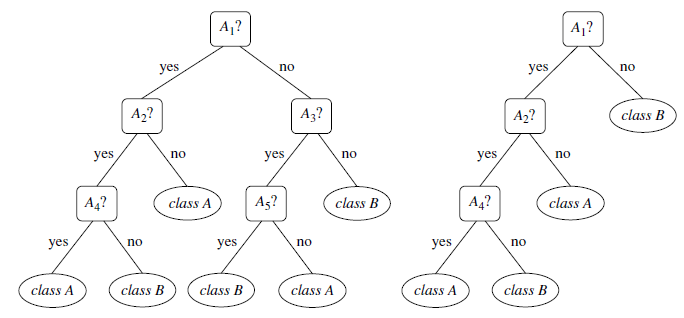 A1? A1?
yes no yes no
A2? A3? A2? class B
yes no yes no yes no
A4? class A A5? class B A4? class A
yes no yes no yes no
class A class B class B class A class A class B